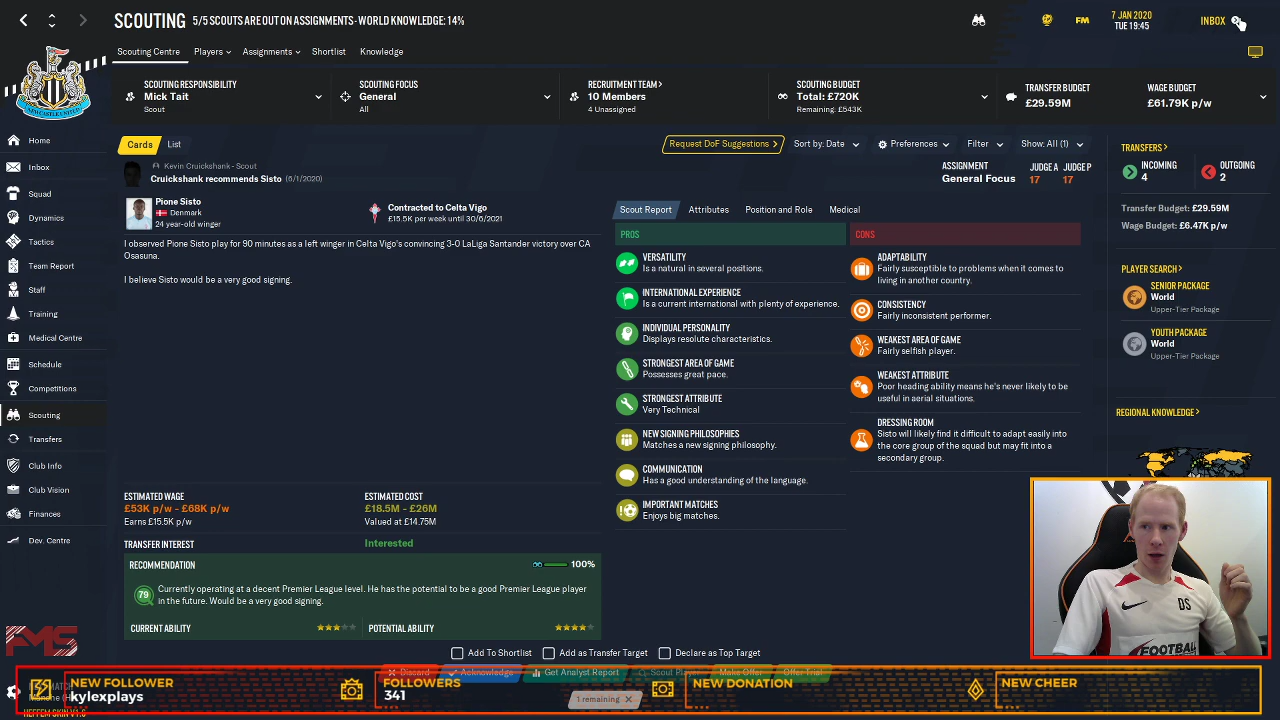 SCOUTING
5/5 SCOUTS ARE OUT ON ASSIGNMENTS - WORLD KNOWLEDGE: 14%
FM
7 JAN 2020
TUE 19:45
INBOX
Scouting Centre
Players
Assignments
Shortlist
Knowledge
SCOUTING RESPONSIBILITY
Mick Tait
Scout
SCOUTING FOCUS
General
All
RECRUITMENT TEAM
10 Members
4 Unassigned
SCOUTING BUDGET
Total: £720K
Remaining: £543K
TRANSFER BUDGET
£29.59M
WAGE BUDGET
£61.79K p/w
Home
Inbox
Squad
Dynamics
Tactics
Team Report
Staff
Training
Medical Centre
Schedule
Competitions
Scouting
Transfers
Club Info
Club Vision
Finances
Dev. Centre
Cards
List
Request DoF Suggestions
Sort by: Date
Preferences
Filter
Show: All (1)
Kevin Cruickshank - Scout
Cruickshank recommends Sisto (6/1/2020)
ASSIGNMENT
General Focus
JUDGE A
17
JUDGE P
17
Pione Sisto
Denmark
24 year-old winger
Contracted to Celta Vigo
£15.5K per week until 30/6/2021
I observed Pione Sisto play for 90 minutes as a left winger in Celta Vigo's convincing 3-0 LaLiga Santander victory over CA
Osasuna.
I believe Sisto would be a very good signing.
ESTIMATED WAGE
£53K p/w - £68K p/w
Earns £15.5K p/w
ESTIMATED COST
£18.5M - £26M
Valued at £14.75M
TRANSFER INTEREST
Interested
RECOMMENDATION
100%
79
Currently operating at a decent Premier League level. He has the potential to be a good Premier League player
in the future. Would be a very good signing.
CURRENT ABILITY
POTENTIAL ABILITY
Scout Report
Attributes
Position and Role
Medical
PROS
VERSATILITY
Is a natural in several positions.
INTERNATIONAL EXPERIENCE
Is a current international with plenty of experience.
INDIVIDUAL PERSONALITY
Displays resolute characteristics.
STRONGEST AREA OF GAME
Possesses great pace.
STRONGEST ATTRIBUTE
Very Technical
NEW SIGNING PHILOSOPHIES
Matches a new signing philosophy.
COMMUNICATION
Has a good understanding of the language.
IMPORTANT MATCHES
Enjoys big matches.
CONS
ADAPTABILITY
Fairly susceptible to problems when it comes to
living in another country.
CONSISTENCY
Fairly inconsistent performer.
WEAKEST AREA OF GAME
Fairly selfish player.
WEAKEST ATTRIBUTE
Poor heading ability means he's never likely to be
useful in aerial situations.
DRESSING ROOM
Sisto will likely find it difficult to adapt easily into
the core group of the squad but may fit into a
secondary group.
TRANSFERS
INCOMING
4
OUTGOING
2
Transfer Budget: £29.59M
Wage Budget: £6.47K p/w
PLAYER SEARCH
SENIOR PACKAGE
World
Upper-Tier Package
YOUTH PACKAGE
World
Upper-Tier Package
REGIONAL KNOWLEDGE
DS
FOOTBALL
FMS
Add To Shortlist
Add as Transfer Target
Declare as Top Target
Discard
Acknowledge
Get Analyst Report
Scout Player
Make Offer
Offer Trial
1 remaining
NEW FOLLOWER
kylexplays
FOLLOWERS
341
NEW DONATION
NEW CHEER